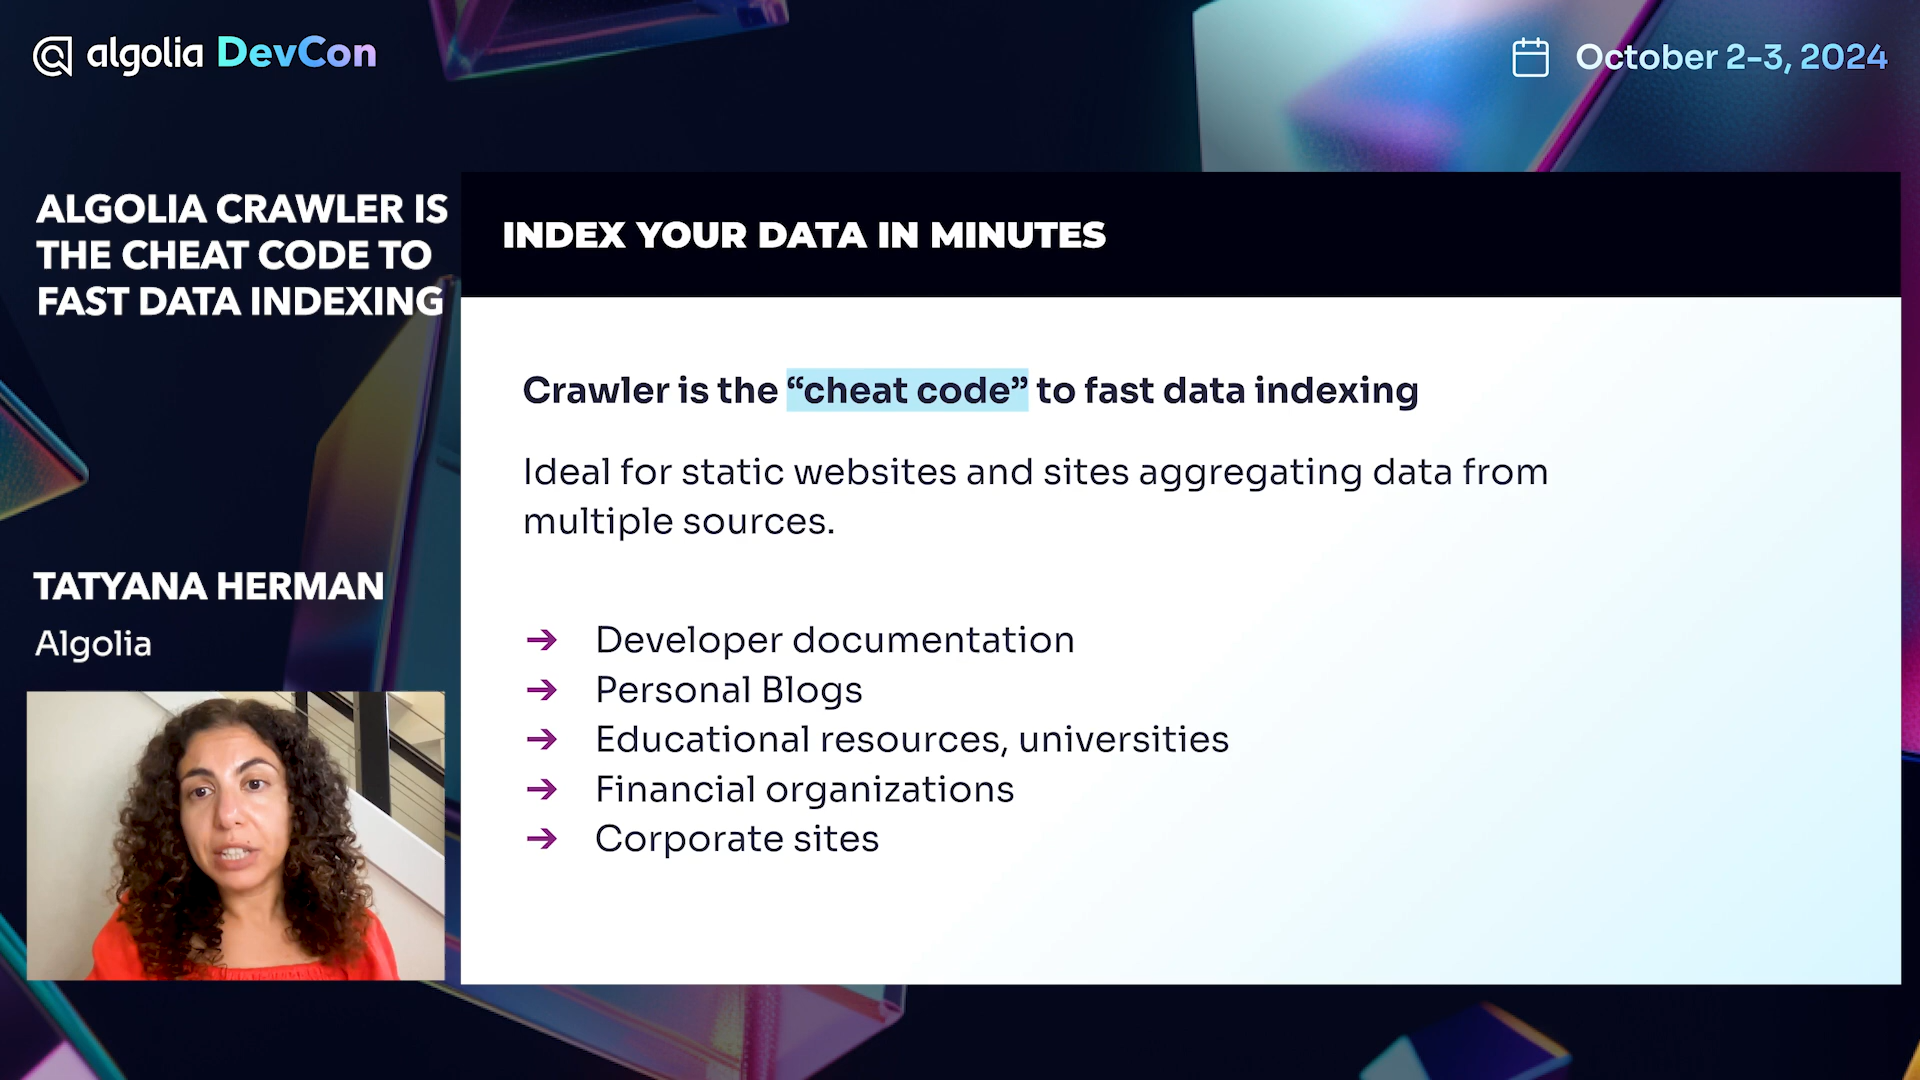 algolia DevCon
October 2-3, 2024
ALGOLIA CRAWLER IS
THE CHEAT CODE TO
FAST DATA INDEXING
TATYANA HERMAN
Algolia
INDEX YOUR DATA IN MINUTES
Crawler is the “cheat code” to fast data indexing
Ideal for static websites and sites aggregating data from
multiple sources.
→ Developer documentation
→ Personal Blogs
→ Educational resources, universities
→ Financial organizations
→ Corporate sites